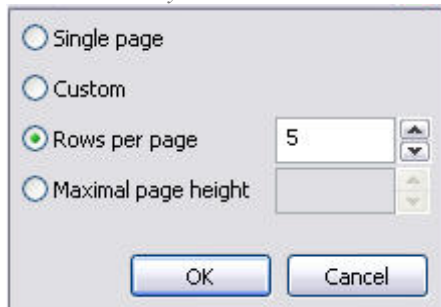 Single page
Custom
Rows per page 5
Maximal page height
OK Cancel